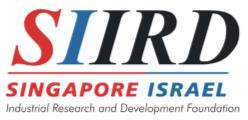 SIIRD
SINGAPORE ISRAEL
Industrial Research and Development Foundation